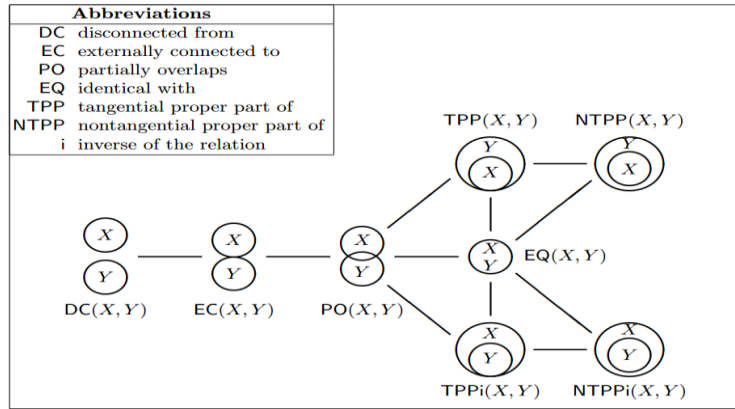 Abbreviations
DC disconnected from
EC externally connected to
PO partially overlaps
EQ identical with
TPP tangential proper part of
NTPP nontangential proper part of
i inverse of the relation
TPP(X, Y) NTPP(X, Y)
Y Y
X X
X X X X
Y Y Y Y EQ(X, Y)
DC(X, Y) EC(X, Y) PO(X, Y)
X X
Y Y
TPPi(X, Y) NTPPi(X, Y)